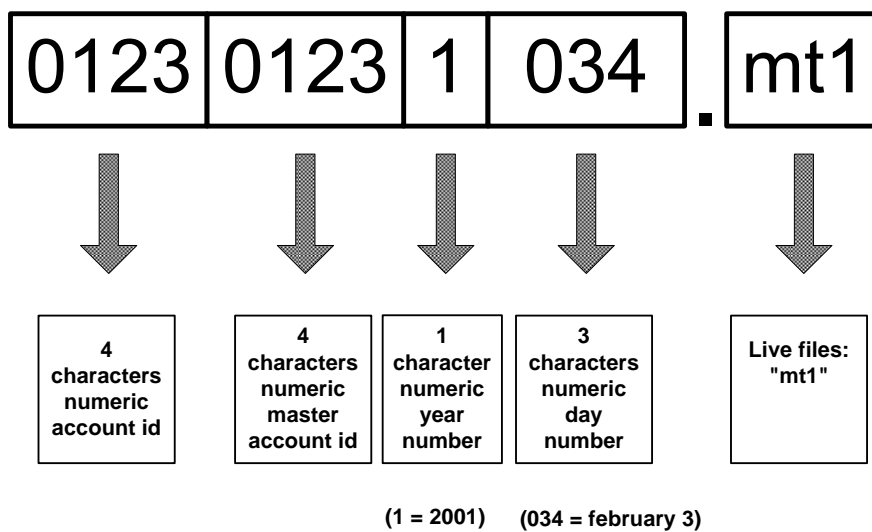 0123 0123 1 034 . mt1
4 characters numeric account id
4 characters numeric master account id
1 character numeric year number
3 characters numeric day number
Live files: "mt1"
(1 = 2001) (034 = february 3)